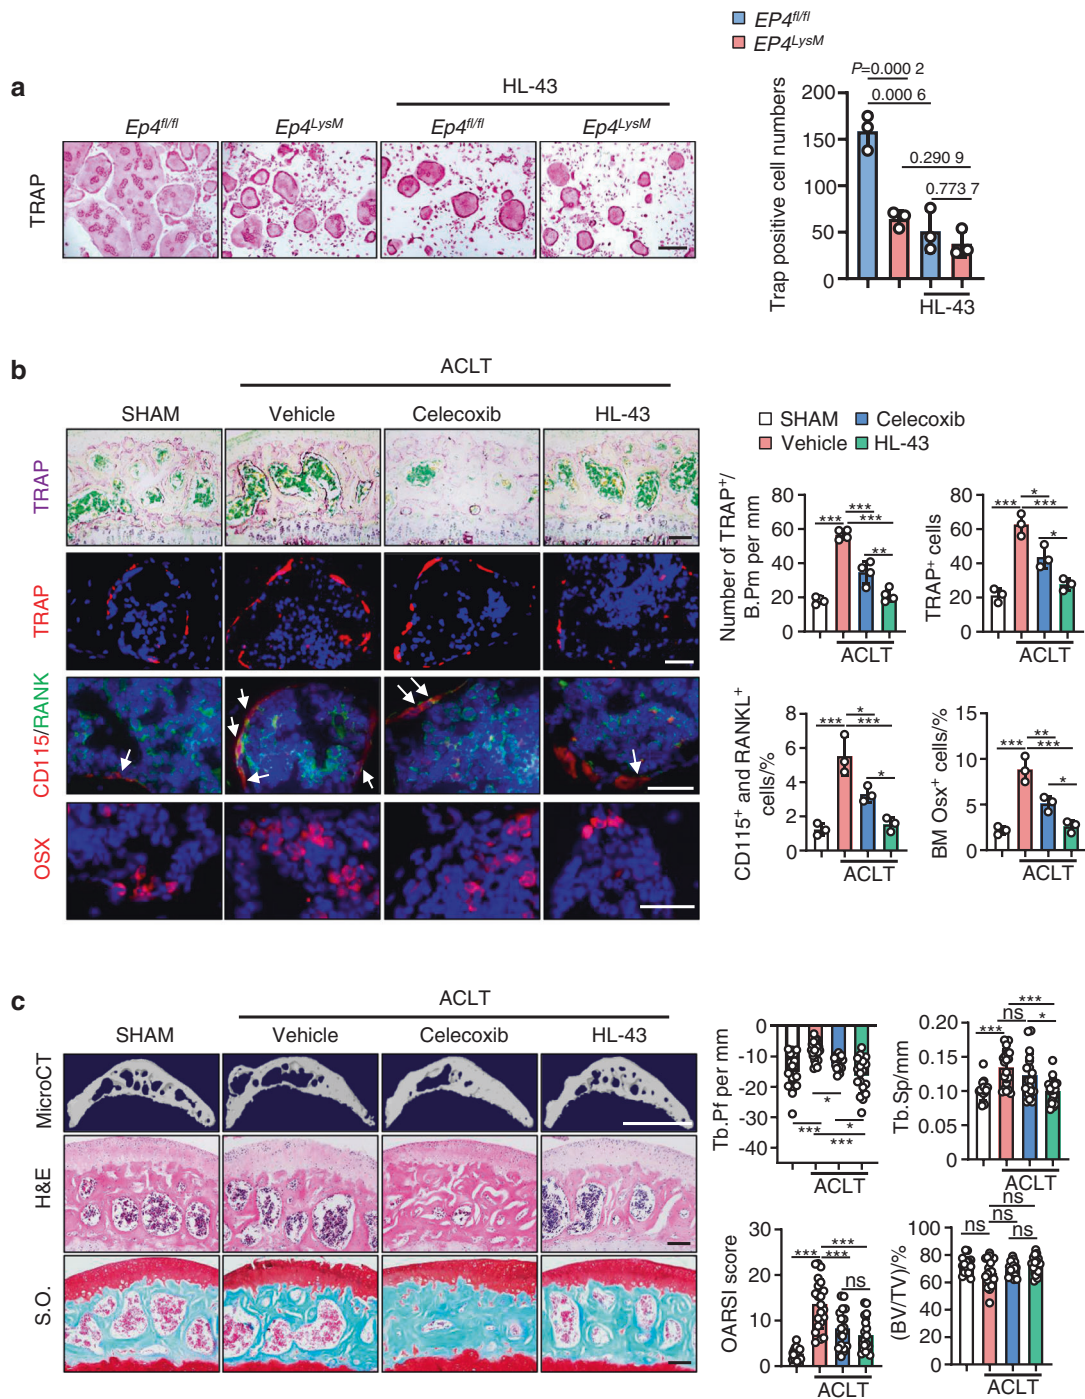 a
HL-43
Ep4fl/fl
Ep4LysM
Ep4fl/fl
Ep4LysM
TRAP
EP4fl/fl
EP4LysM
P=0.000 2
0.000 6
0.290 9
0.773 7
Trap positive cell numbers
200
150
100
50
0
HL-43
b
ACLT
SHAM
Vehicle
Celecoxib
HL-43
TRAP
TRAP
CD115/RANK
OSX
SHAM
Celecoxib
Vehicle
HL-43
Number of TRAP+/
B.Pm per mm
80
60
40
20
0
***
***
***
**
ACLT
TRAP+ cells
80
60
40
20
0
***
*
***
*
ACLT
CD115+ and RANKL+
cells/%
8
6
4
2
0
***
*
***
*
ACLT
BM Osx+ cells/%
15
10
5
0
***
**
***
*
ACLT
c
ACLT
SHAM
Vehicle
Celecoxib
HL-43
MicroCT
H&E
S.O.
Tb.Pf per mm
0
-10
-20
-30
-40
*
***
*
***
ACLT
Tb.Sp/mm
0.20
0.15
0.10
0.05
0
***
ns
***
*
ACLT
OARSI score
30
20
10
0
***
***
***
ns
ACLT
(BV/TV)/%
100
80
60
40
20
0
ns
ns
ns
ns
ACLT